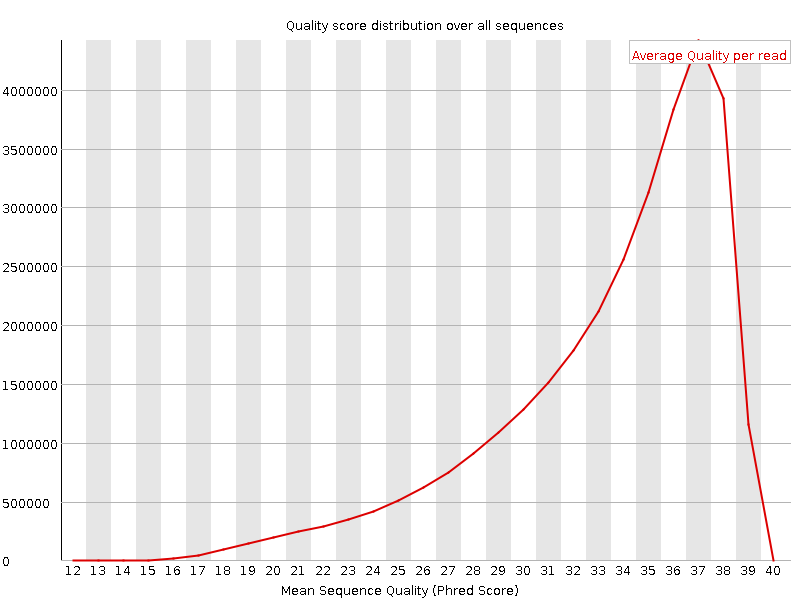 Quality score distribution over all sequences
Average Quality per read
4000000
3500000
3000000
2500000
2000000
1500000
1000000
500000
0
12 13 14 15 16 17 18 19 20 21 22 23 24 25 26 27 28 29 30 31 32 33 34 35 36 37 38 39 40
Mean Sequence Quality (Phred Score)